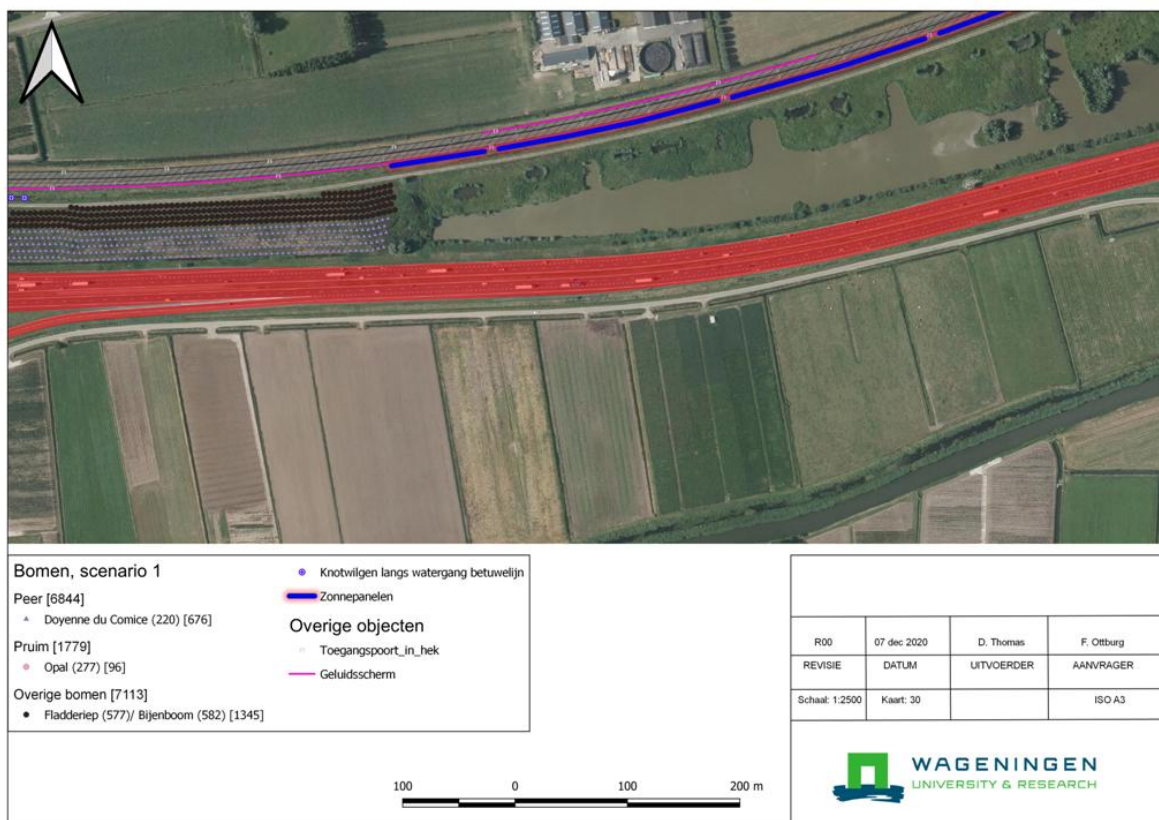 Bomen, scenario 1
Peer [6844]
Doyenne du Comice (220) [676]
Pruim [1779]
Opal (277) [96]
Overige bomen [7113]
Fladderiep (577)/ Bijenboom (582) [1345]
Knotwilgen langs watergang betuwelijn
Zonnepanelen
Overige objecten
Toegangspoort_in_hek
Geluidsscherm
100 0 100 200 m
R00 07 dec 2020 D. Thomas F. Ottburg
REVISIE DATUM UITVOERDER AANVRAGER
Schaal: 1:2500 Kaart: 30 ISO A3
WAGENINGEN
UNIVERSITY & RESEARCH